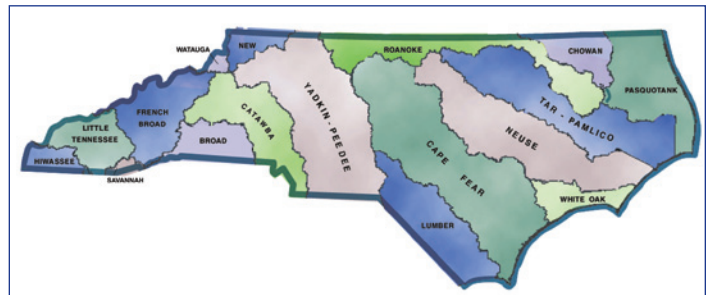 WATAUGA
NEW
ROANOKE
CHOWAN
PASQUOTANK
YADKIN - PEE DEE
FRENCH
BROAD
CATAWBA
TAR - PAMLICO
LITTLE
TENNESSEE
BROAD
NEUSE
CAPE FEAR
HIWASSEE
SAVANNAH
WHITE OAK
LUMBER